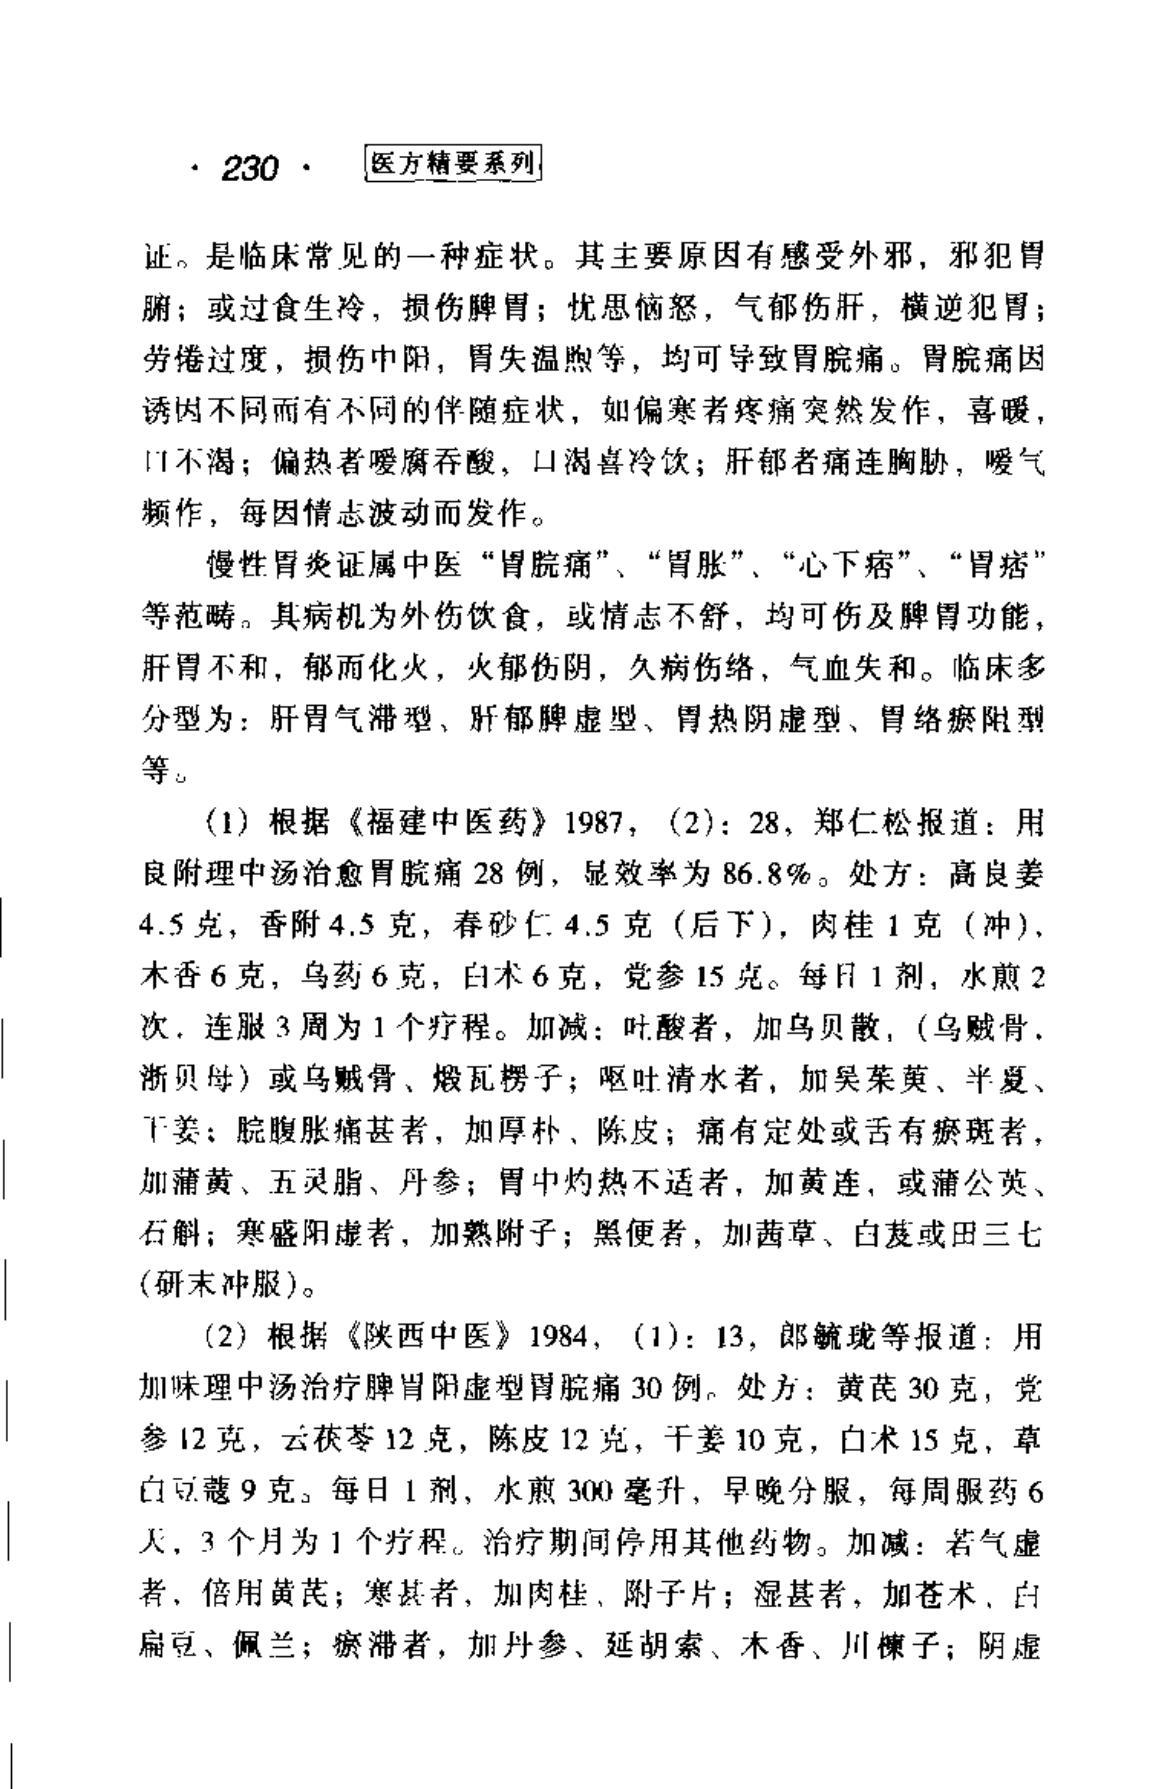 · 230 ·
医方精要系列
证。是临床常见的一种症状。其主要原因有感受外邪，邪犯胃
腑；或过食生冷，损伤脾胃；忧思恼怒，气郁伤肝，横逆犯胃；
劳倦过度，损伤中阳，胃失温煦等，均可导致胃脘痛。胃脘痛因
诱因不同而有不同的伴随症状，如偏寒者疼痛突然发作，喜暖，
口不渴；偏热者嗳腐吞酸，口渴喜冷饮；肝郁者痛连胸胁，嗳气
频作，每因情志波动而发作。
慢性胃炎证属中医“胃脘痛”、“胃胀”、“心下痞”、“胃痞”
等范畴。其病机为外伤饮食，或情志不舒，均可伤及脾胃功能，
肝胃不和，郁而化火，火郁伤阴，久病伤络，气血失和。临床多
分型为：肝胃气滞型、肝郁脾虚型、胃热阴虚型、胃络瘀阻型
等。
（1）根据《福建中医药》1987，（2）：28，郑仁松报道：用
良附理中汤治愈胃脘痛 28 例，显效率为 86.8%。处方：高良姜
4.5 克，香附 4.5 克，春砂仁 4.5 克（后下），肉桂 1 克（冲），
木香 6 克，乌药 6 克，白术 6 克，党参 15 克。每日 1 剂，水煎 2
次，连服 3 周为 1 个疗程。加减：吐酸者，加乌贝散，（乌贼骨，
浙贝母）或乌贼骨、煅瓦楞子；呕吐清水者，加吴茱萸、半夏、
干姜；脘腹胀痛甚者，加厚朴、陈皮；痛有定处或舌有瘀斑者，
加蒲黄、五灵脂、丹参；胃中灼热不适者，加黄连，或蒲公英、
石斛；寒盛阳虚者，加熟附子；黑便者，加茜草、白芨或田三七
（研末冲服）。
（2）根据《陕西中医》1984，（1）：13，郎毓珑等报道：用
加味理中汤治疗脾胃阳虚型胃脘痛 30 例。处方：黄芪 30 克，党
参 12 克，云茯苓 12 克，陈皮 12 克，干姜 10 克，白术 15 克，草
白豆蔻 9 克。每日 1 剂，水煎 300 毫升，早晚分服，每周服药 6
天，3 个月为 1 个疗程。治疗期间停用其他药物。加减：若气虚
者，倍用黄芪；寒甚者，加肉桂、附子片；湿甚者，加苍术、白
扁豆、佩兰；瘀滞者，加丹参、延胡索、木香、川楝子；阴虚